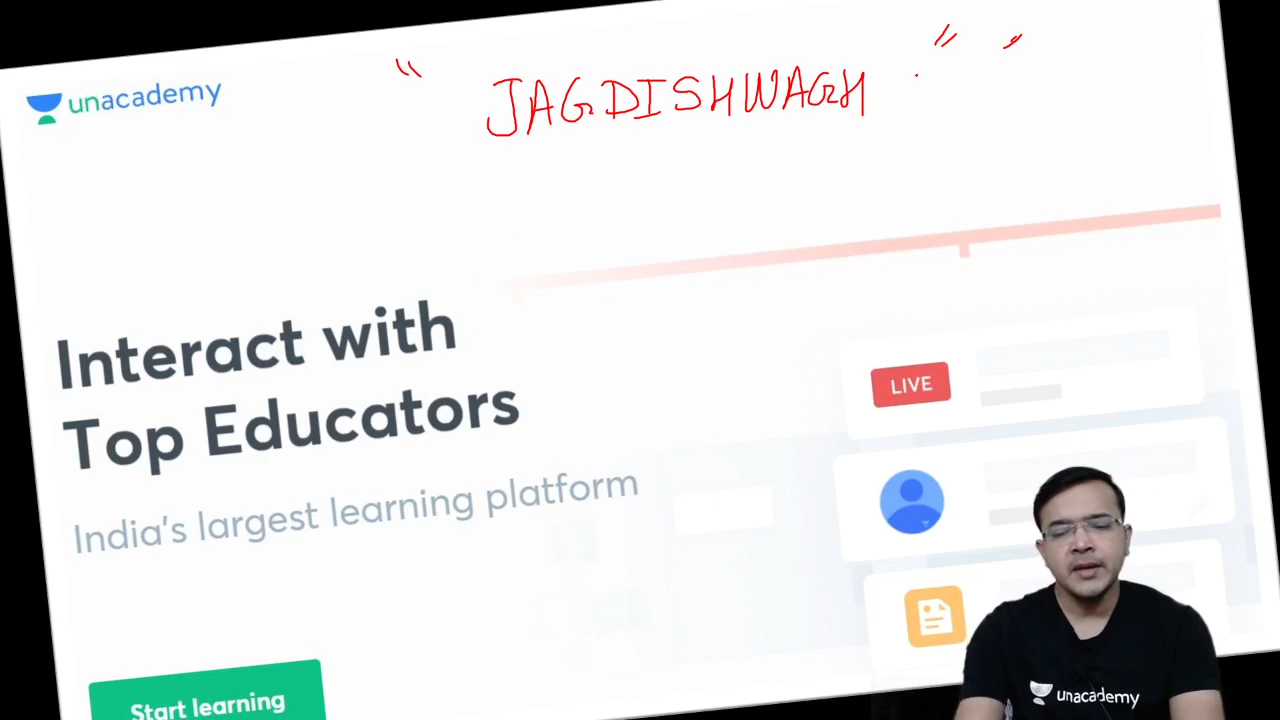 unacademy
" JAGDISHWAGH "
Interact with
Top Educators
India's largest learning platform
LIVE
Start learning
unacademy